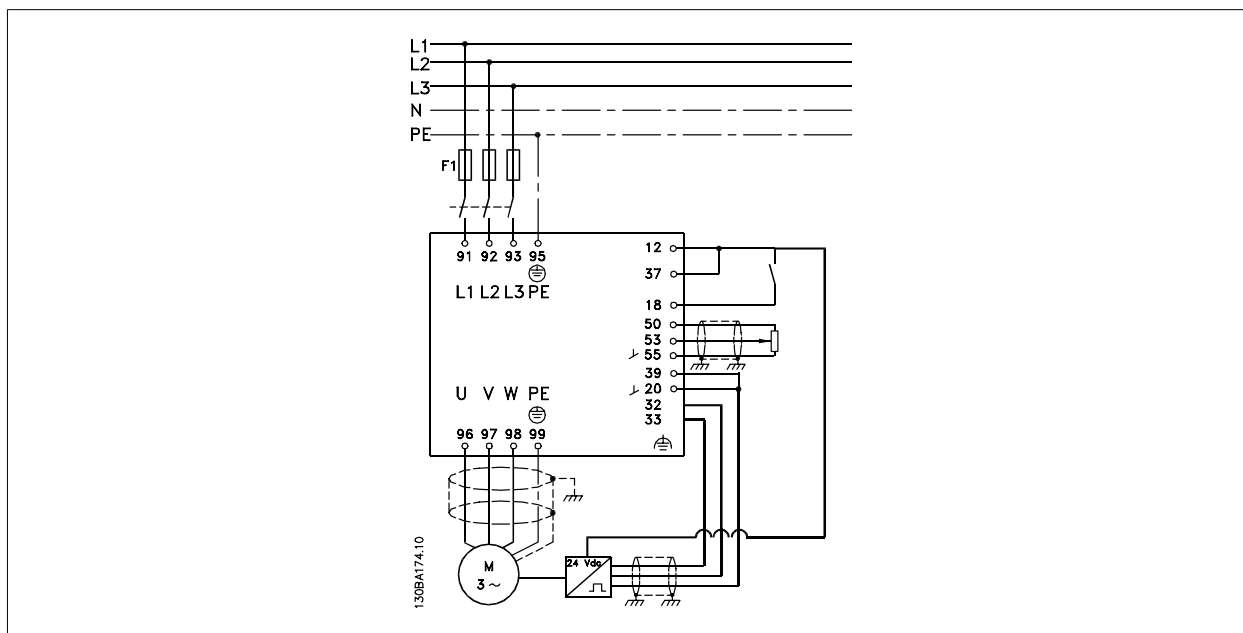 L1
L2
L3
N
PE
F1
91 92 93 95
L1 L2 L3 PE
12
37
18
50
53
55
39
20
32
33
U V W PE
96 97 98 99
M
3 ~
24 Vdc
130BA174.10